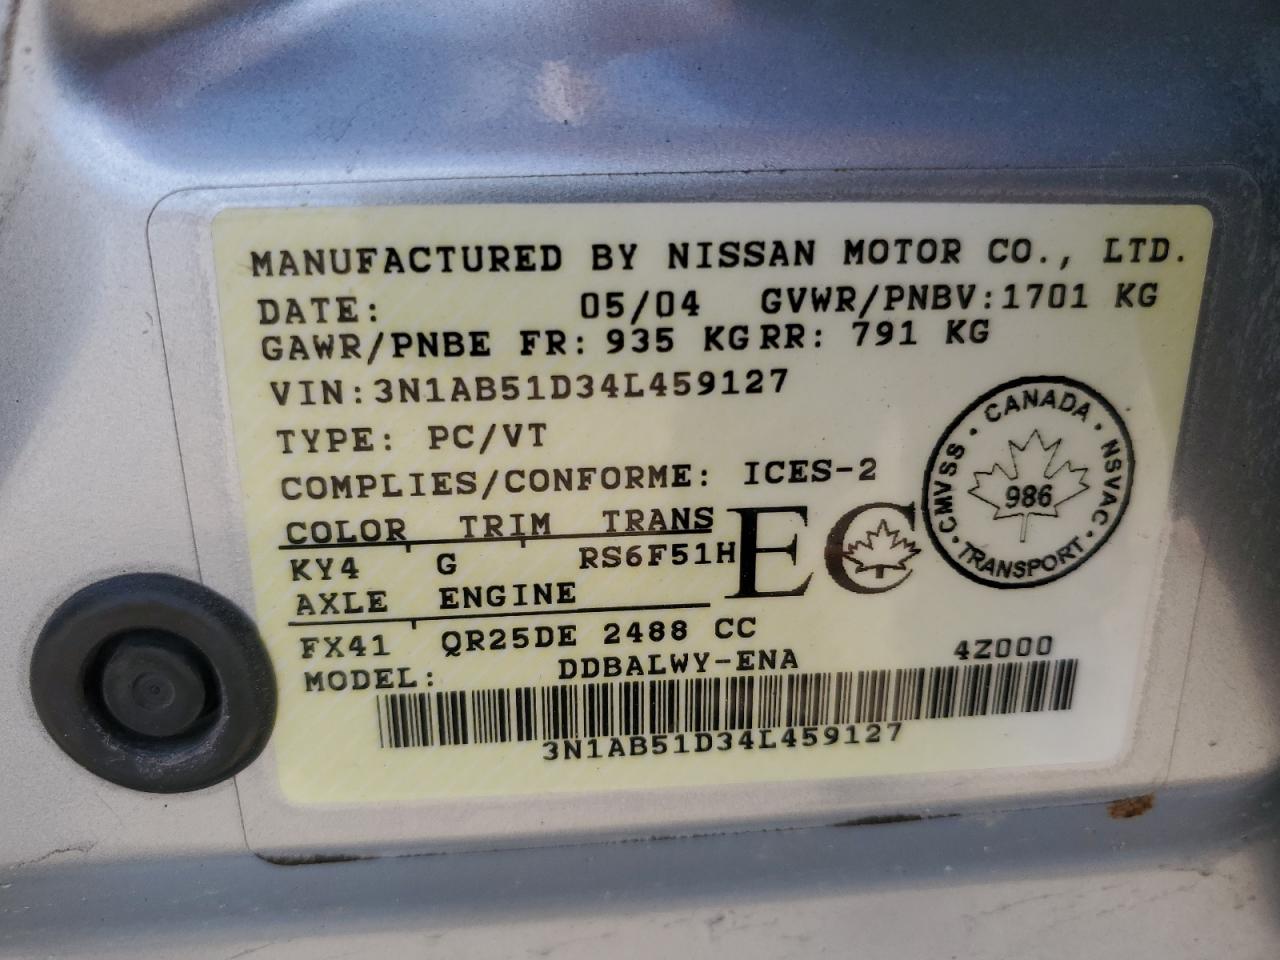 MANUFACTURED BY NISSAN MOTOR CO., LTD.
DATE: 05/04 GVWR/PNBV:1701 KG
GAWR/PNBE FR: 935 KG RR: 791 KG
VIN:3N1AB51D34L459127
TYPE: PC/VT
COMPLIES/CONFORME: ICES-2
COLOR TRIM TRANS
KY4 G RS6F51H
AXLE ENGINE
FX41 QR25DE 2488 CC
MODEL: DDBALWY-ENA 4Z000
3N1AB51D34L459127
EC
CANADA · NSVAC · TRANSPORT · CMVSS ·
986